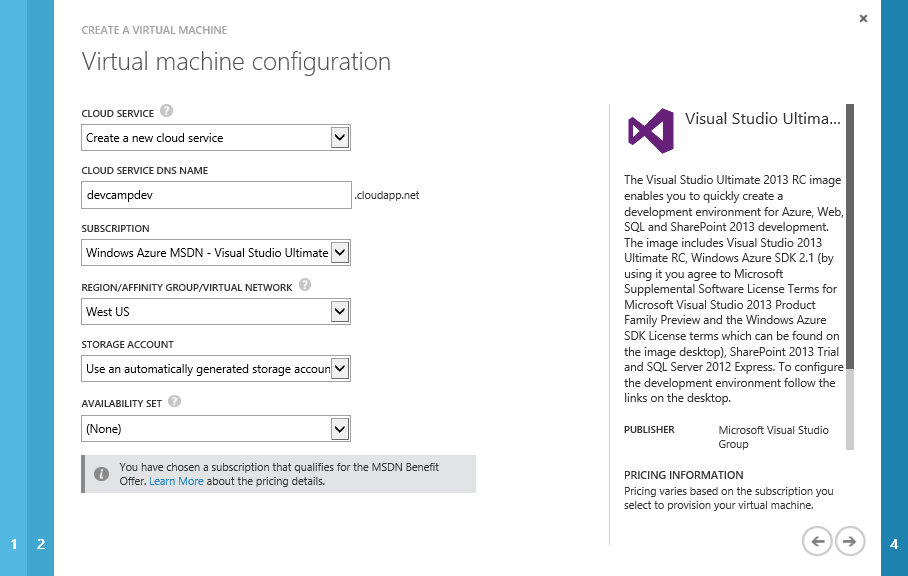 CREATE A VIRTUAL MACHINE
Virtual machine configuration
CLOUD SERVICE ?
Create a new cloud service
CLOUD SERVICE DNS NAME
devcampdev .cloudapp.net
SUBSCRIPTION
Windows Azure MSDN - Visual Studio Ultimate
REGION/AFFINITY GROUP/VIRTUAL NETWORK ?
West US
STORAGE ACCOUNT
Use an automatically generated storage accoun
AVAILABILITY SET ?
(None)
You have chosen a subscription that qualifies for the MSDN Benefit
Offer. Learn More about the pricing details.
Visual Studio Ultima...
The Visual Studio Ultimate 2013 RC image
enables you to quickly create a
development environment for Azure, Web,
SQL and SharePoint 2013 development.
The image includes Visual Studio 2013
Ultimate RC, Windows Azure SDK 2.1 (by
using it you agree to Microsoft
Supplemental Software License Terms for
Microsoft Visual Studio 2013 Product
Family Preview and the Windows Azure
SDK License terms which can be found on
the image desktop), SharePoint 2013 Trial
and SQL Server 2012 Express. To configure
the development environment follow the
links on the desktop.
PUBLISHER Microsoft Visual Studio
Group
PRICING INFORMATION
Pricing varies based on the subscription you
select to provision your virtual machine.
1 2 4